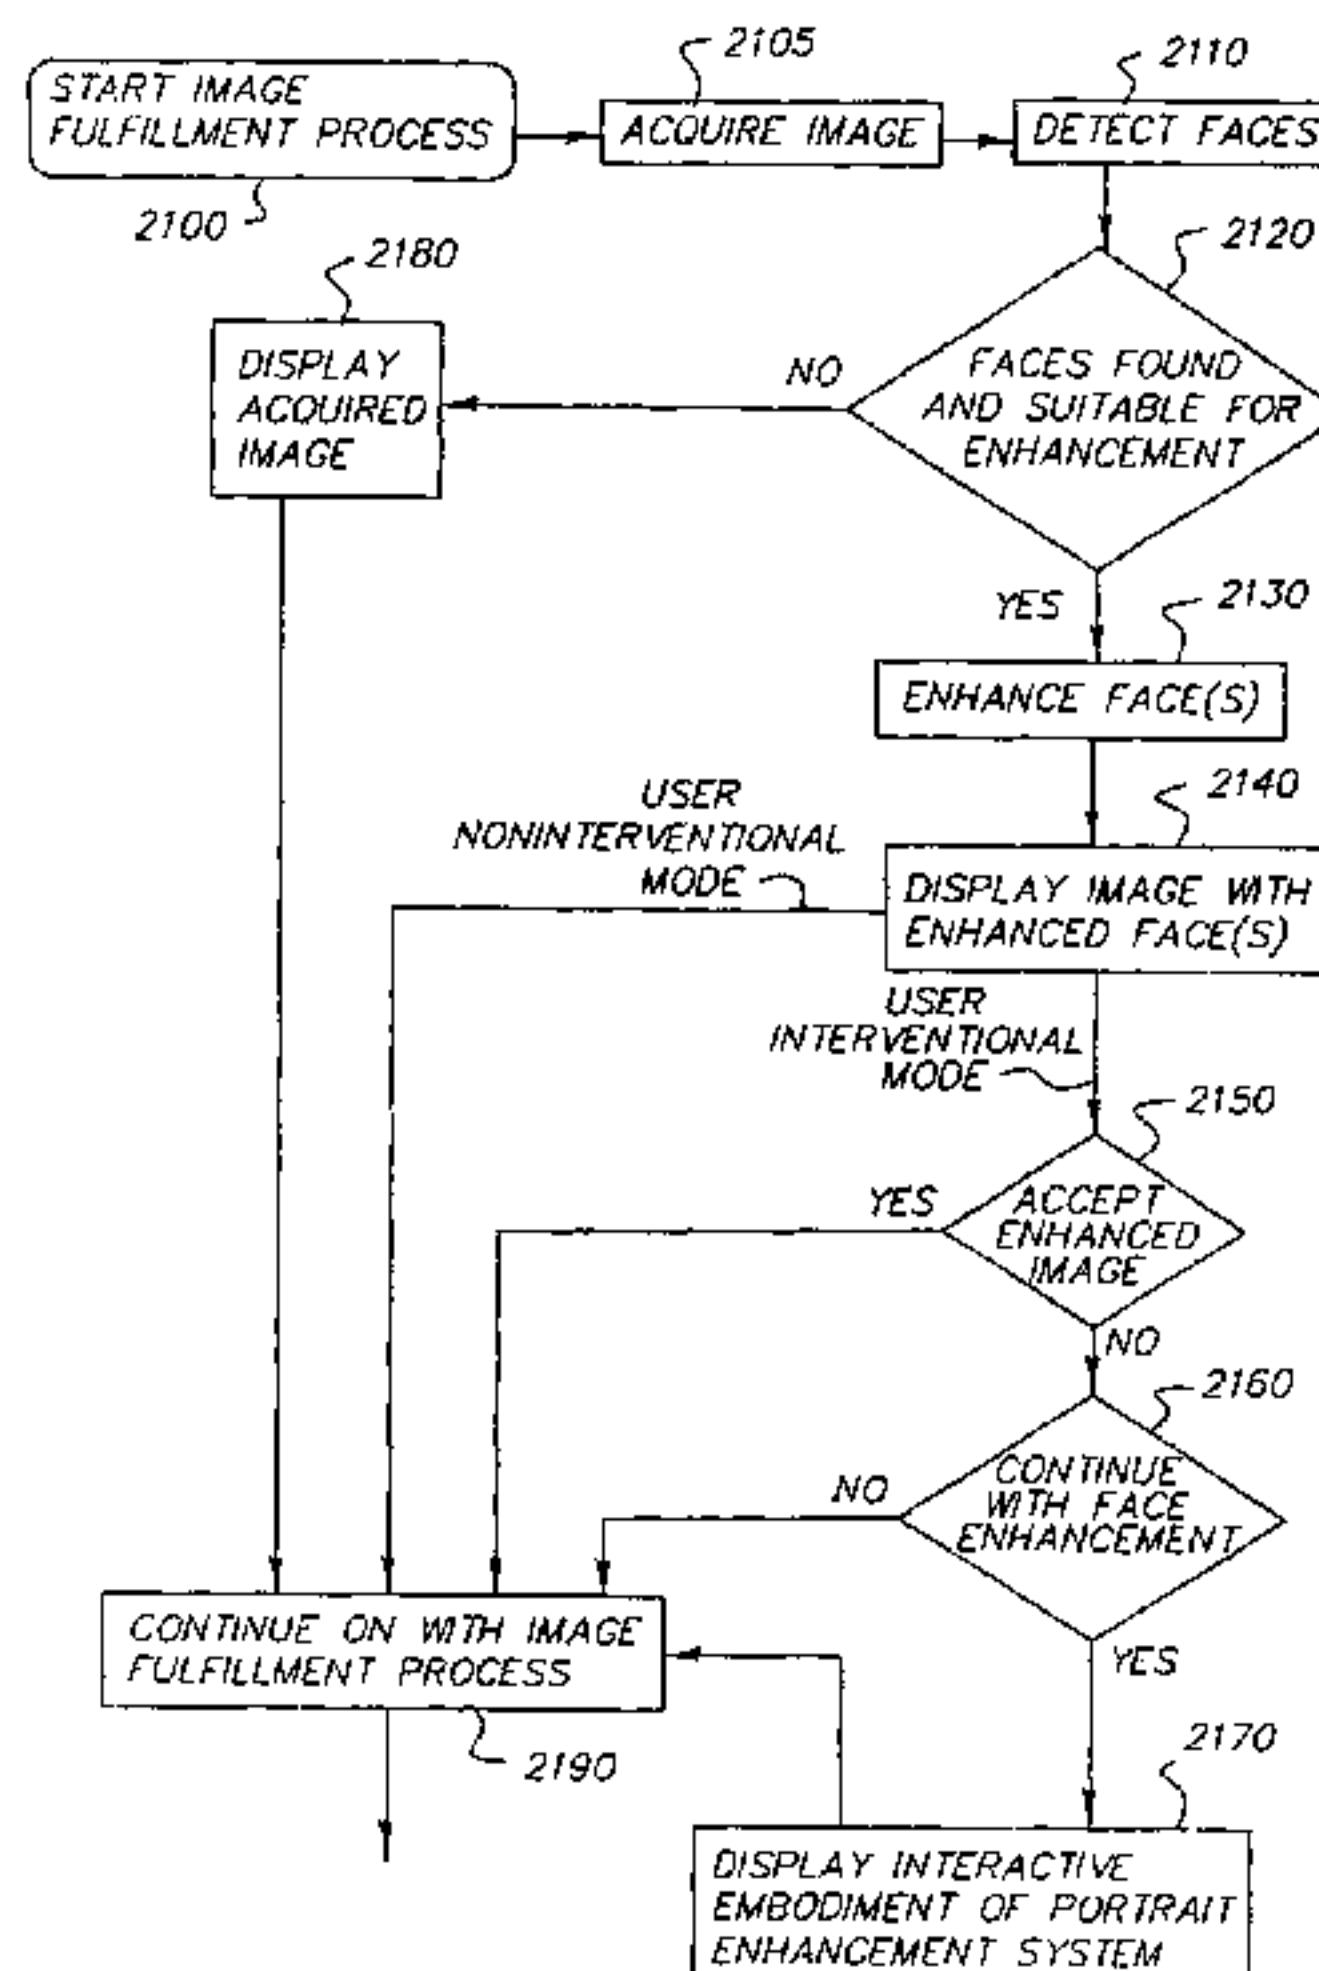 2105
2110
START IMAGE
FULFILLMENT PROCESS
ACQUIRE IMAGE
DETECT FACES
2100
2120
2180
DISPLAY
ACQUIRED
IMAGE
NO
FACES FOUND
AND SUITABLE FOR
ENHANCEMENT
YES
2130
ENHANCE FACE(S)
2140
USER
NONINTERVENTIONAL
MODE
DISPLAY IMAGE WITH
ENHANCED FACE(S)
USER
INTERVENTIONAL
MODE
2150
YES
ACCEPT
ENHANCED
IMAGE
NO
2160
NO
CONTINUE
WITH FACE
ENHANCEMENT
CONTINUE ON WITH IMAGE
FULFILLMENT PROCESS
YES
2190
2170
DISPLAY INTERACTIVE
EMBODIMENT OF PORTRAIT
ENHANCEMENT SYSTEM